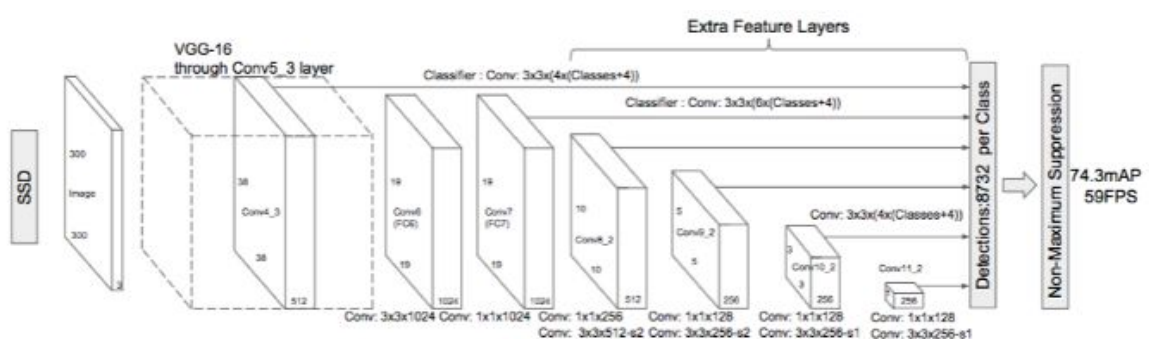 Extra Feature Layers
VGG-16
through Conv5_3 layer
Classifier : Conv: 3x3x(4x(Classes+4))
Classifier : Conv: 3x3x(6x(Classes+4))
SSD
300
Image
300
3
38
Conv4_3
38
512
19
Conv6
(FC6)
19
1024
19
Conv7
(FC7)
19
1024
10
Conv8_2
10
512
5
Conv9_2
5
256
Conv: 3x3x(4x(Classes+4))
3
Conv10_2
3
256
Conv11_2
256
Detections:8732 per Class
Non-Maximum Suppression
74.3mAP
59FPS
Conv: 3x3x1024
Conv: 1x1x1024
Conv: 1x1x256
Conv: 3x3x512-s2
Conv: 1x1x128
Conv: 3x3x256-s2
Conv: 1x1x128
Conv: 3x3x256-s1
Conv: 1x1x128
Conv: 3x3x256-s1